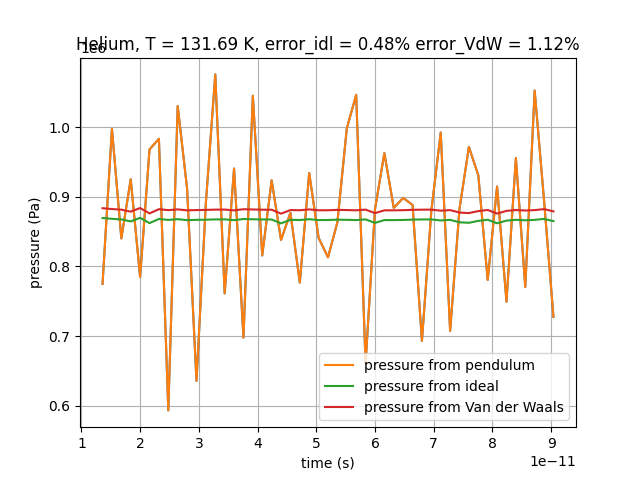 Helium, T = 131.69 K, error_idl = 0.48% error_VdW = 1.12%
1e6
pressure (Pa)
1.0
0.9
0.8
0.7
0.6
pressure from pendulum
pressure from ideal
pressure from Van der Waals
1 2 3 4 5 6 7 8 9
time (s)
1e−11